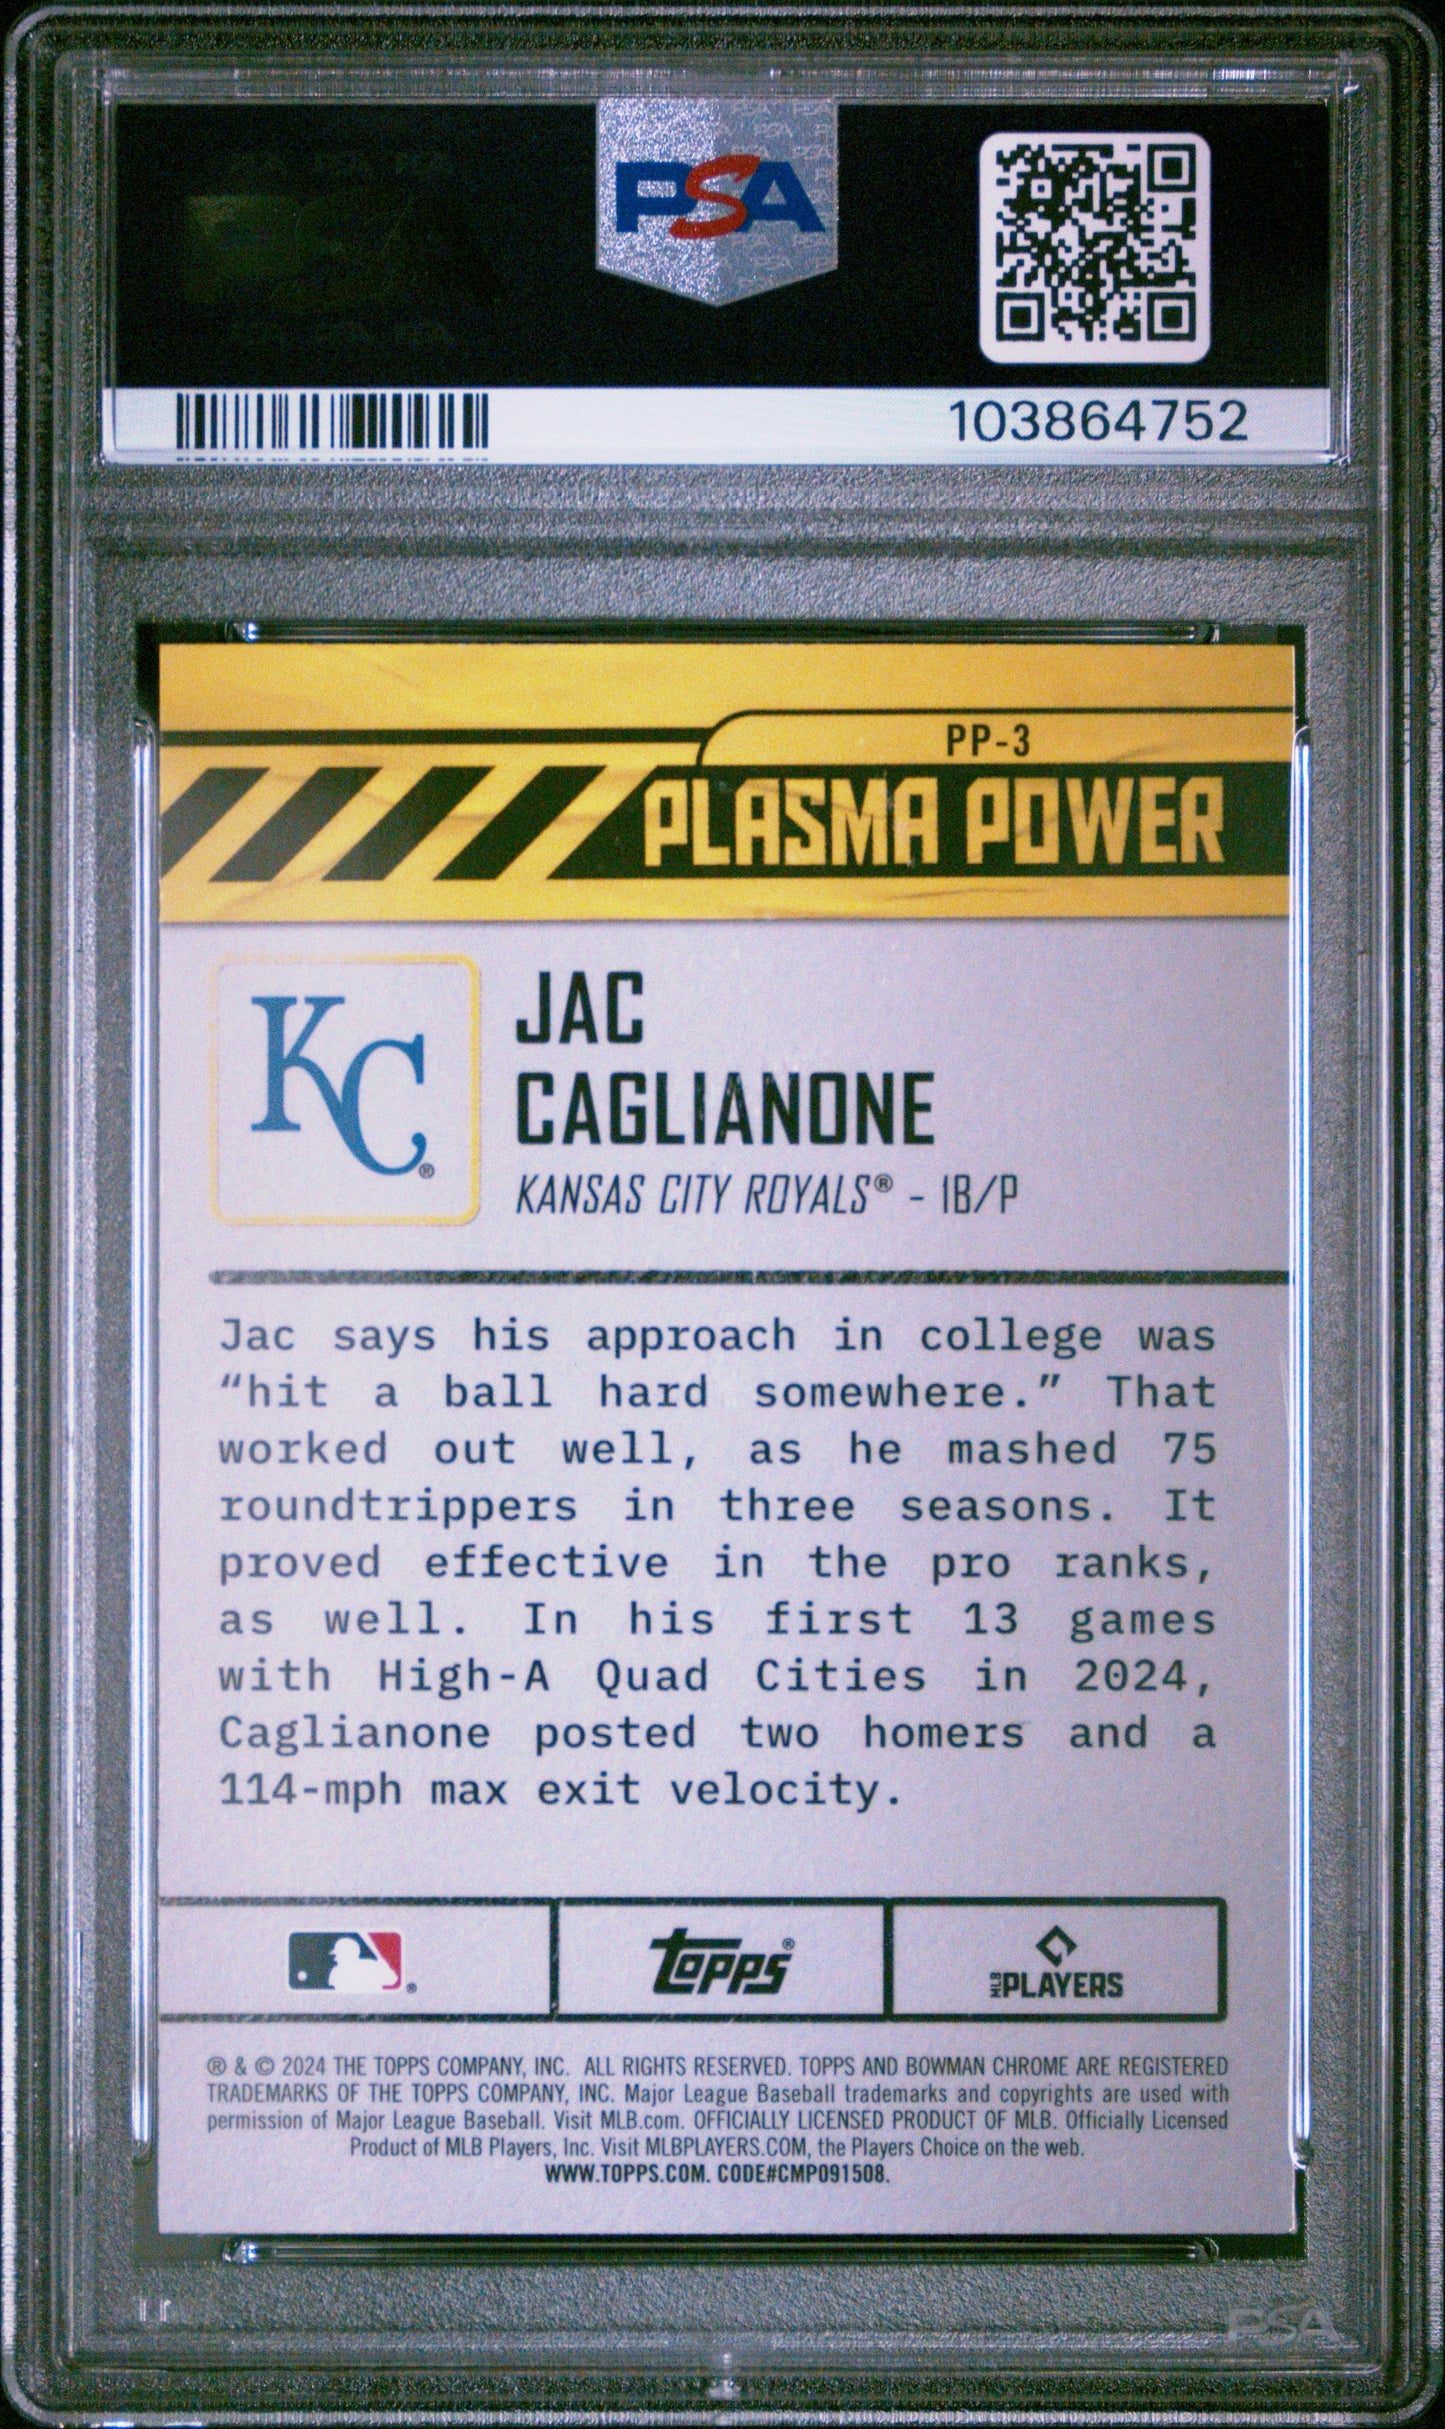 PSA
103864752
PP-3
PLASMA POWER
KC®
JAC
CAGLIANONE
KANSAS CITY ROYALS® - 1B/P
Jac says his approach in college was
“hit a ball hard somewhere.” That
worked out well, as he mashed 75
roundtrippers in three seasons. It
proved effective in the pro ranks,
as well. In his first 13 games
with High-A Quad Cities in 2024,
Caglianone posted two homers and a
114-mph max exit velocity.
topps® MLB PLAYERS
® & © 2024 THE TOPPS COMPANY, INC. ALL RIGHTS RESERVED. TOPPS AND BOWMAN CHROME ARE REGISTERED
TRADEMARKS OF THE TOPPS COMPANY, INC. Major League Baseball trademarks and copyrights are used with
permission of Major League Baseball. Visit MLB.com. OFFICIALLY LICENSED PRODUCT OF MLB. Officially Licensed
Product of MLB Players, Inc. Visit MLBPLAYERS.COM, the Players Choice on the web.
WWW.TOPPS.COM. CODE#CMP091508.
PSA